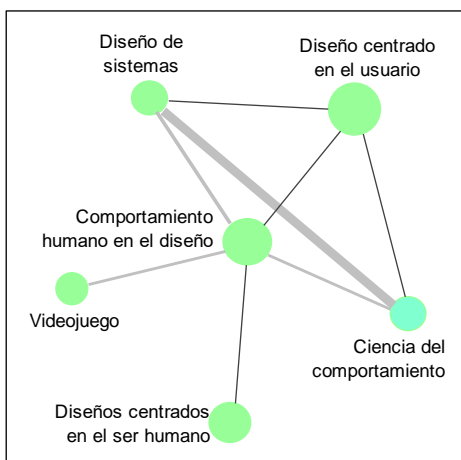 Diseño de
sistemas
Diseño centrado
en el usuario
Comportamiento
humano en el diseño
Videojuego
Ciencia del
comportamiento
Diseños centrados
en el ser humano